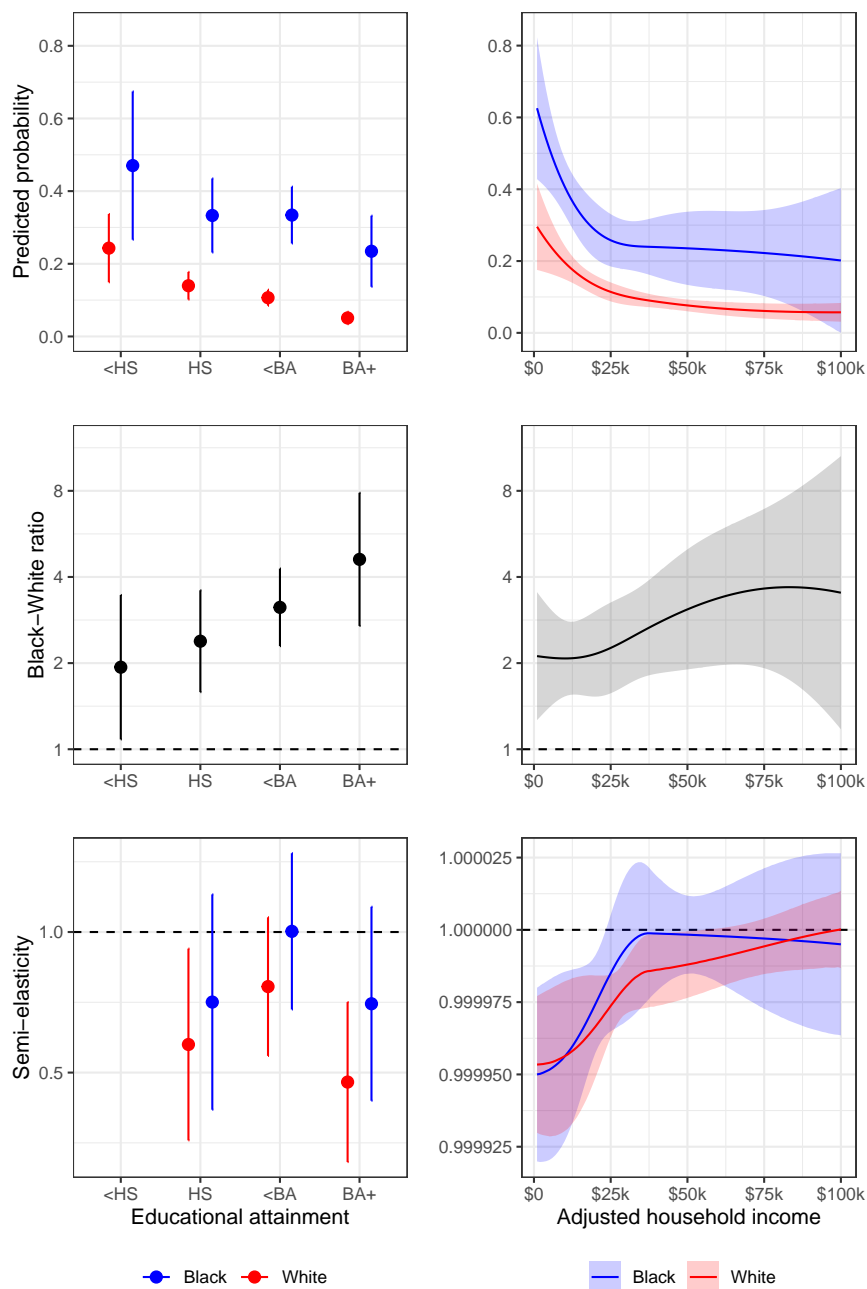 Predicted probability
0.8
0.6
0.4
0.2
0.0
<HS HS <BA BA+
0.8
0.6
0.4
0.2
0.0
$0 $25k $50k $75k $100k
Black−White ratio
8
4
2
1
<HS HS <BA BA+
8
4
2
1
$0 $25k $50k $75k $100k
Semi−elasticity
1.0
0.5
<HS HS <BA BA+
Educational attainment
1.000025
1.000000
0.999975
0.999950
0.999925
$0 $25k $50k $75k $100k
Adjusted household income
Black White
Black White